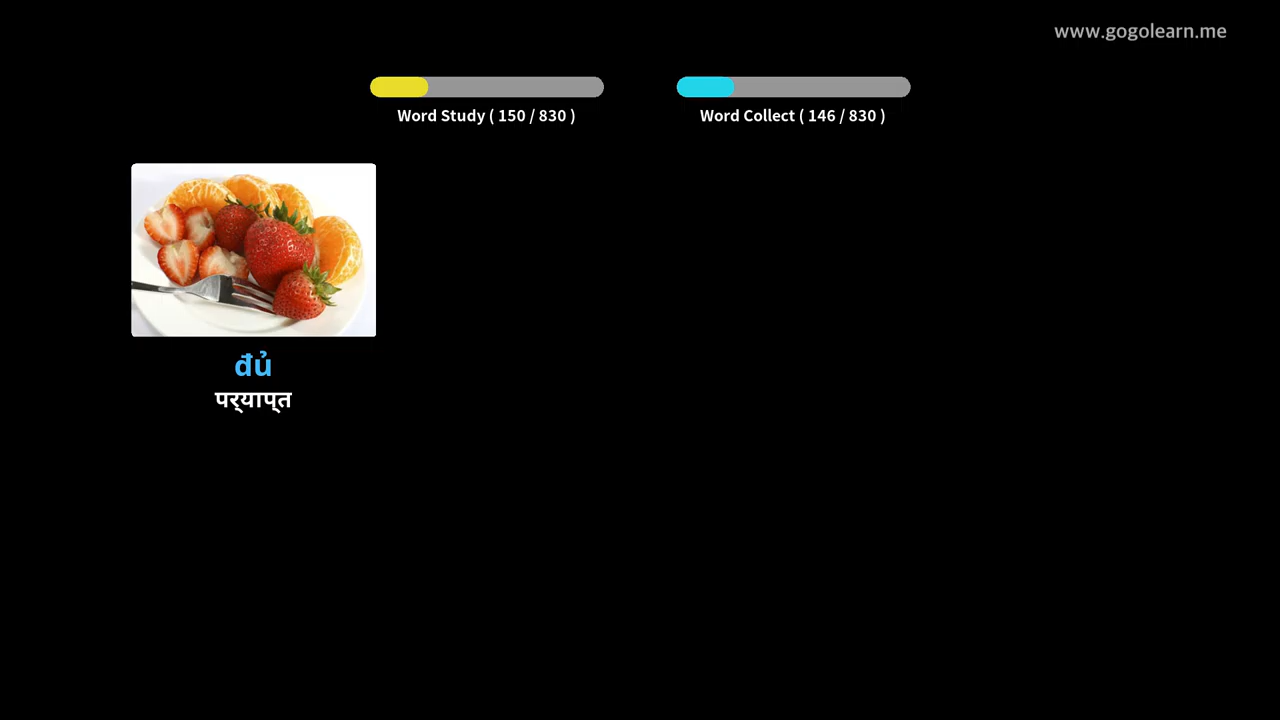 www.gogolearn.me
Word Study ( 150 / 830 )
Word Collect ( 146 / 830 )
đủ
पर्याप्त